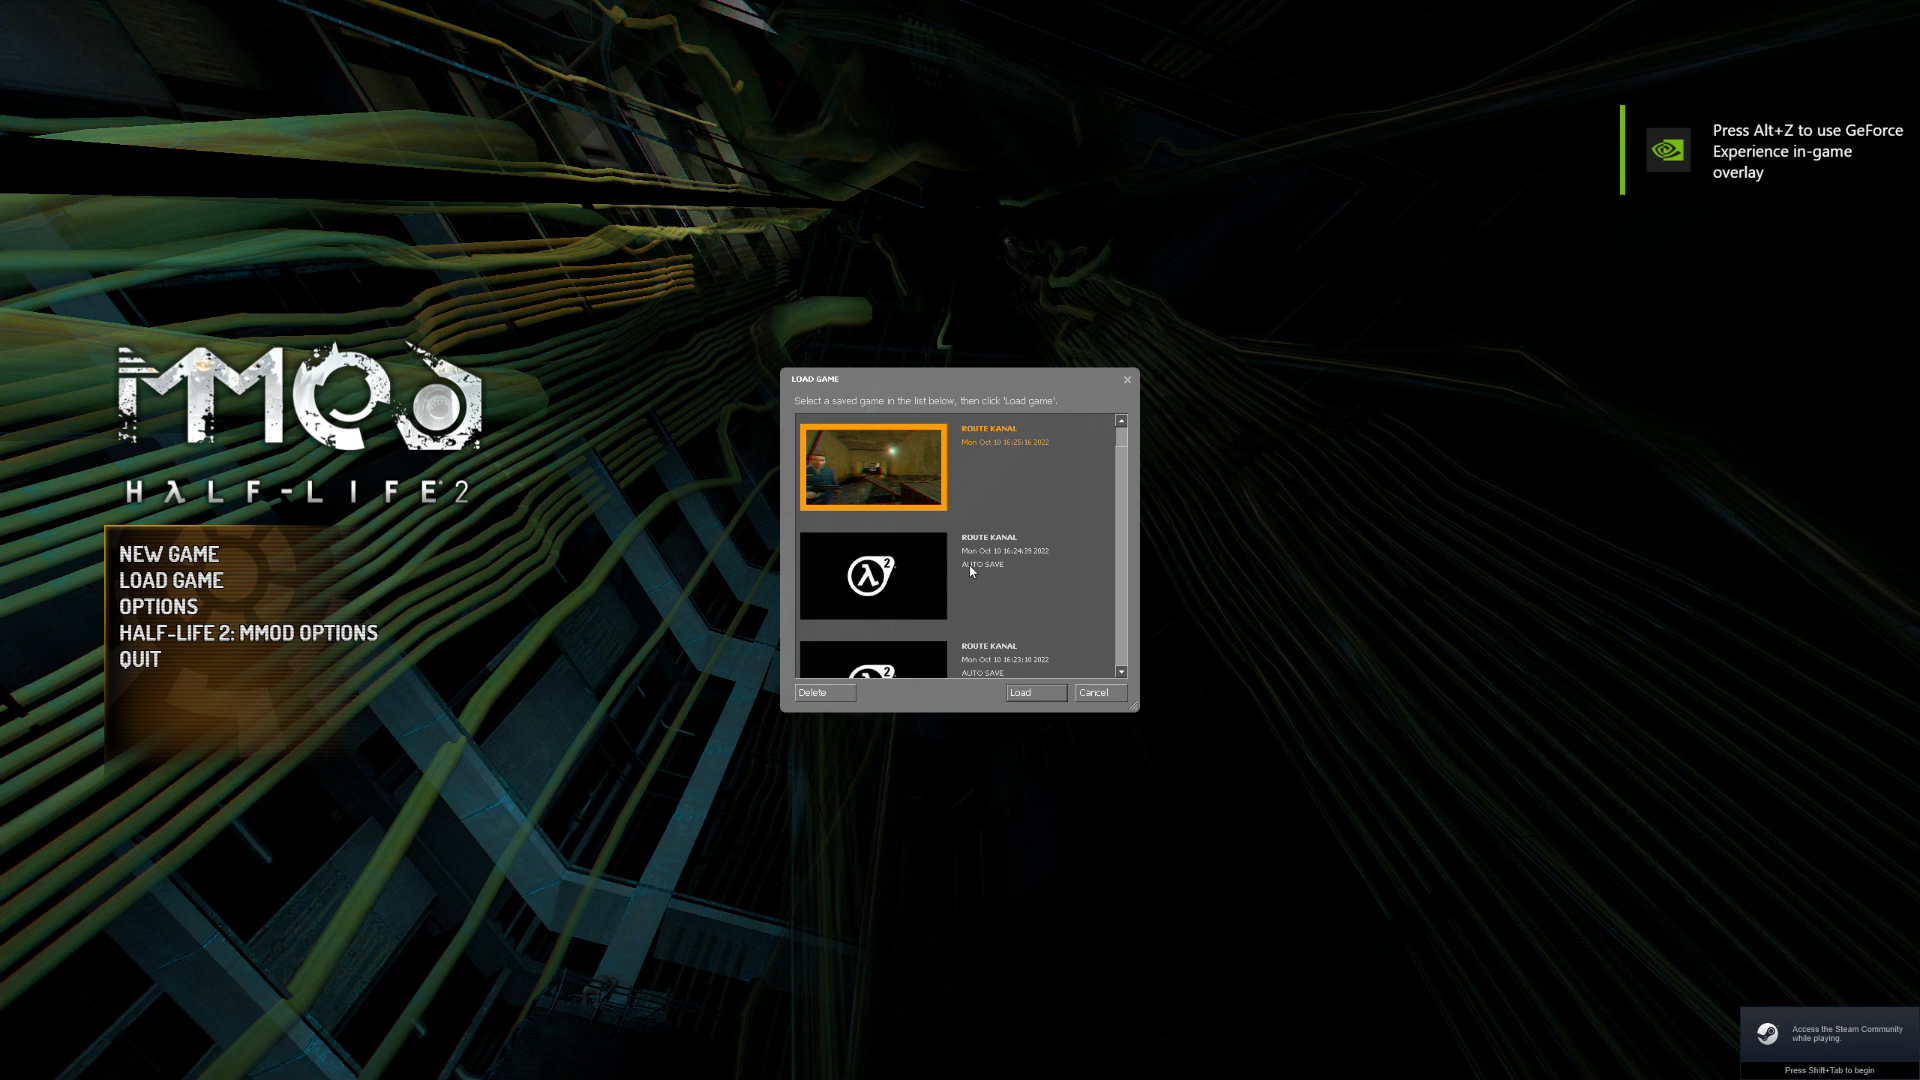 Press Alt+Z to use GeForce
Experience in-game
overlay
MMOD
HλLF-LIFE 2
NEW GAME
LOAD GAME
OPTIONS
HALF-LIFE 2: MMOD OPTIONS
QUIT
LOAD GAME
Select a saved game in the list below, then click 'Load game'.
ROUTE KANAL
Mon Oct 10 16:25:16 2022
ROUTE KANAL
Mon Oct 10 16:24:39 2022
AUTO SAVE
λ2
ROUTE KANAL
Mon Oct 10 16:23:10 2022
AUTO SAVE
2
Delete
Load
Cancel
Access the Steam Community
while playing.
Press Shift+Tab to begin